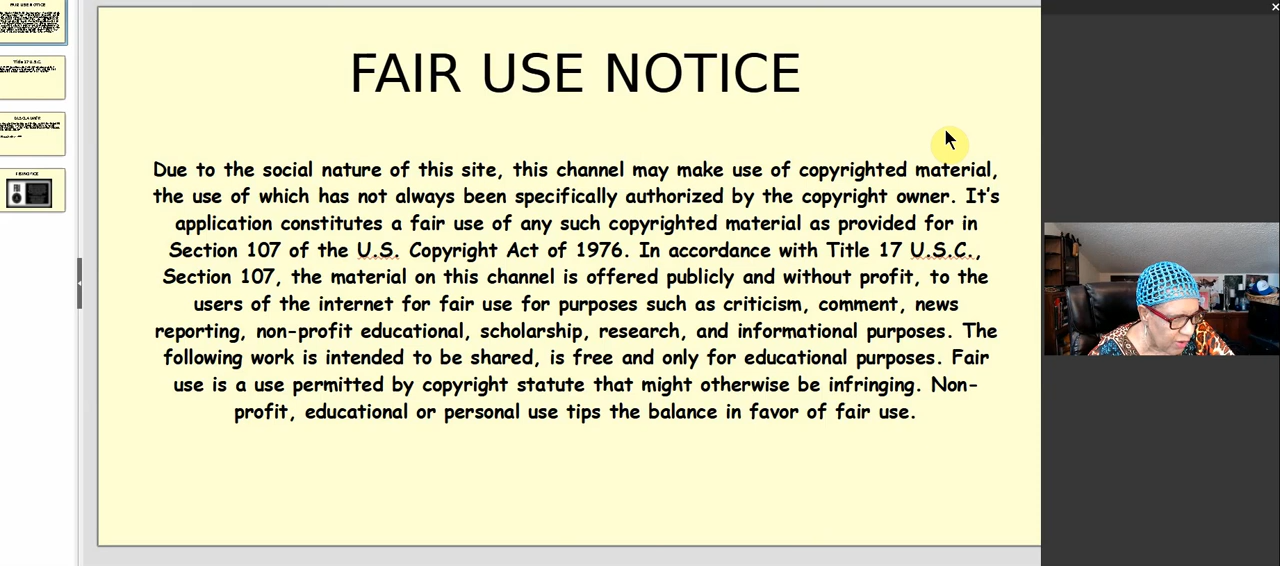 FAIR USE NOTICE
Title 17 U.S.C.
DISCLAIMER
FAIR USE NOTICE
Due to the social nature of this site, this channel may make use of copyrighted material,
the use of which has not always been specifically authorized by the copyright owner. It's
application constitutes a fair use of any such copyrighted material as provided for in
Section 107 of the U.S. Copyright Act of 1976. In accordance with Title 17 U.S.C.,
Section 107, the material on this channel is offered publicly and without profit, to the
users of the internet for fair use for purposes such as criticism, comment, news
reporting, non-profit educational, scholarship, research, and informational purposes. The
following work is intended to be shared, is free and only for educational purposes. Fair
use is a use permitted by copyright statute that might otherwise be infringing. Non-
profit, educational or personal use tips the balance in favor of fair use.